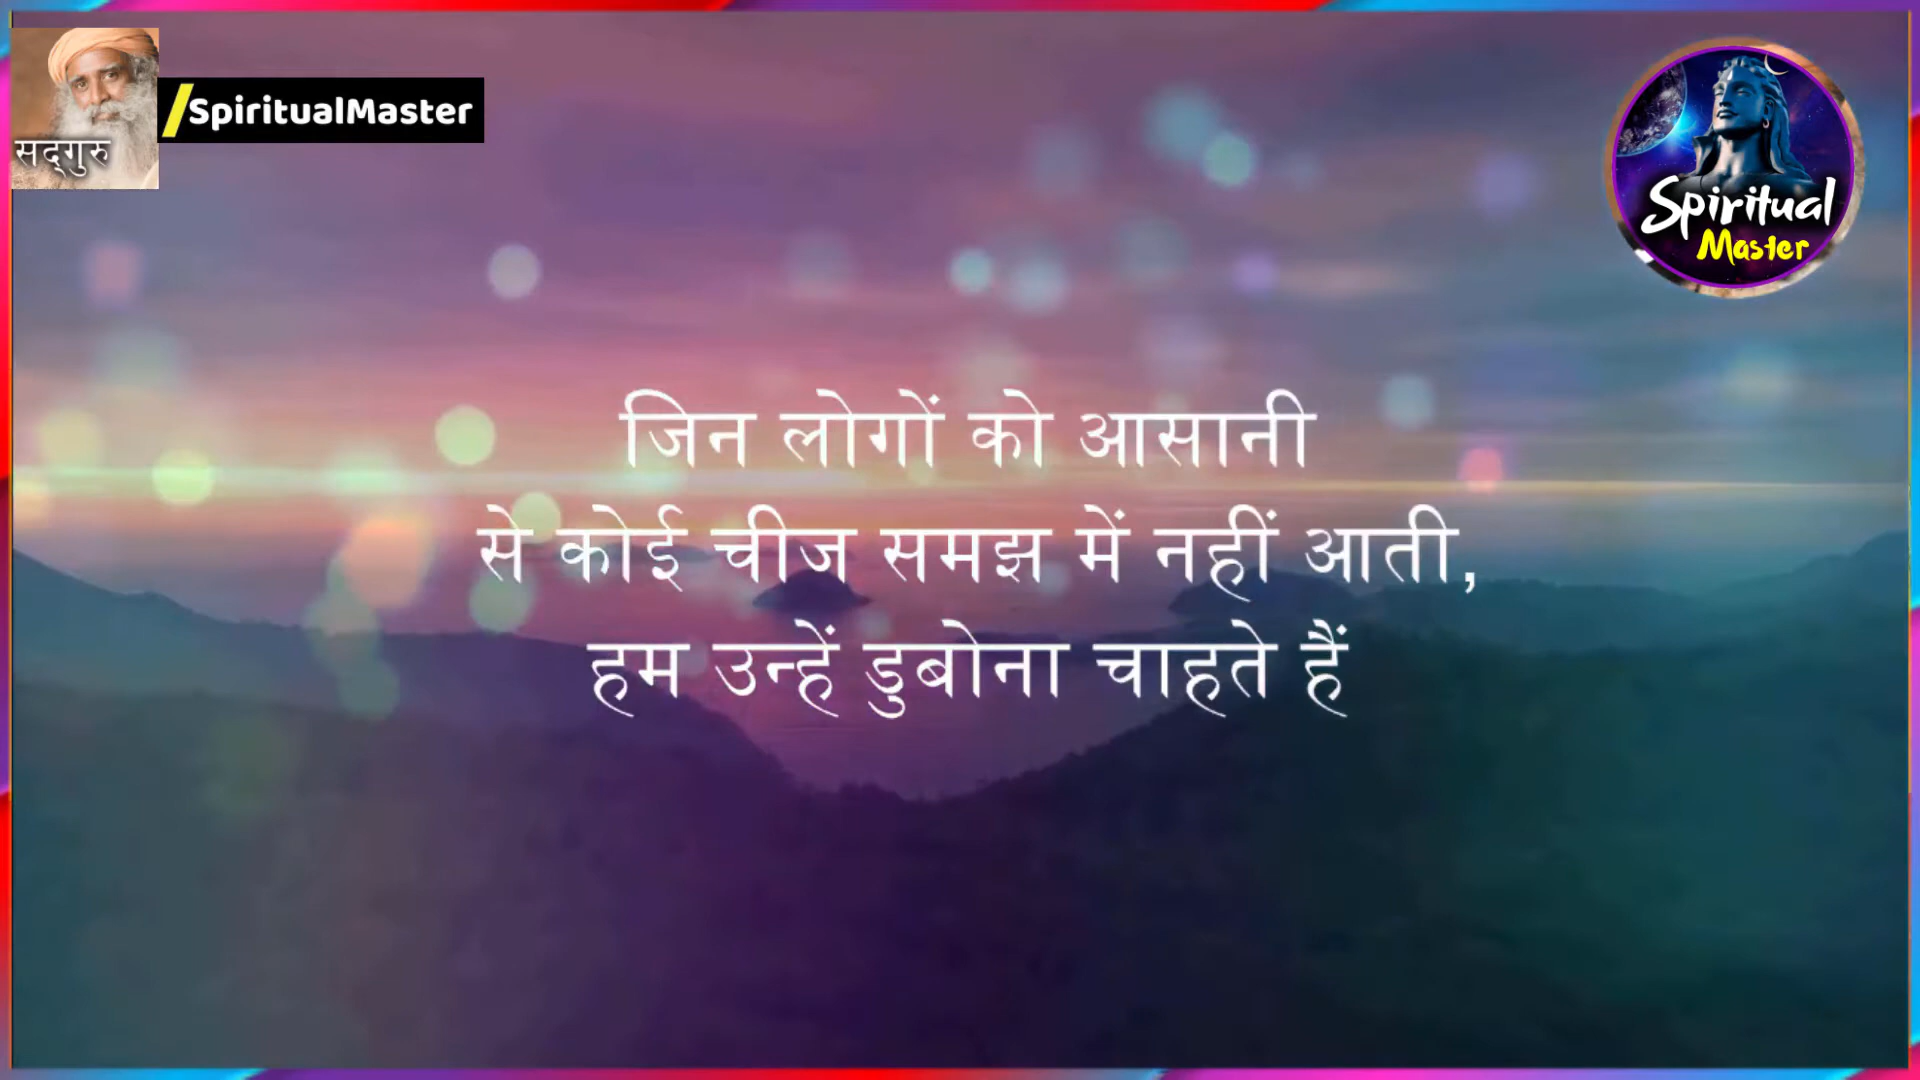 सद्गुरु
/SpiritualMaster
Spiritual
Master
जिन लोगों को आसानी
से कोई चीज समझ में नहीं आती,
हम उन्हें डुबोना चाहते हैं